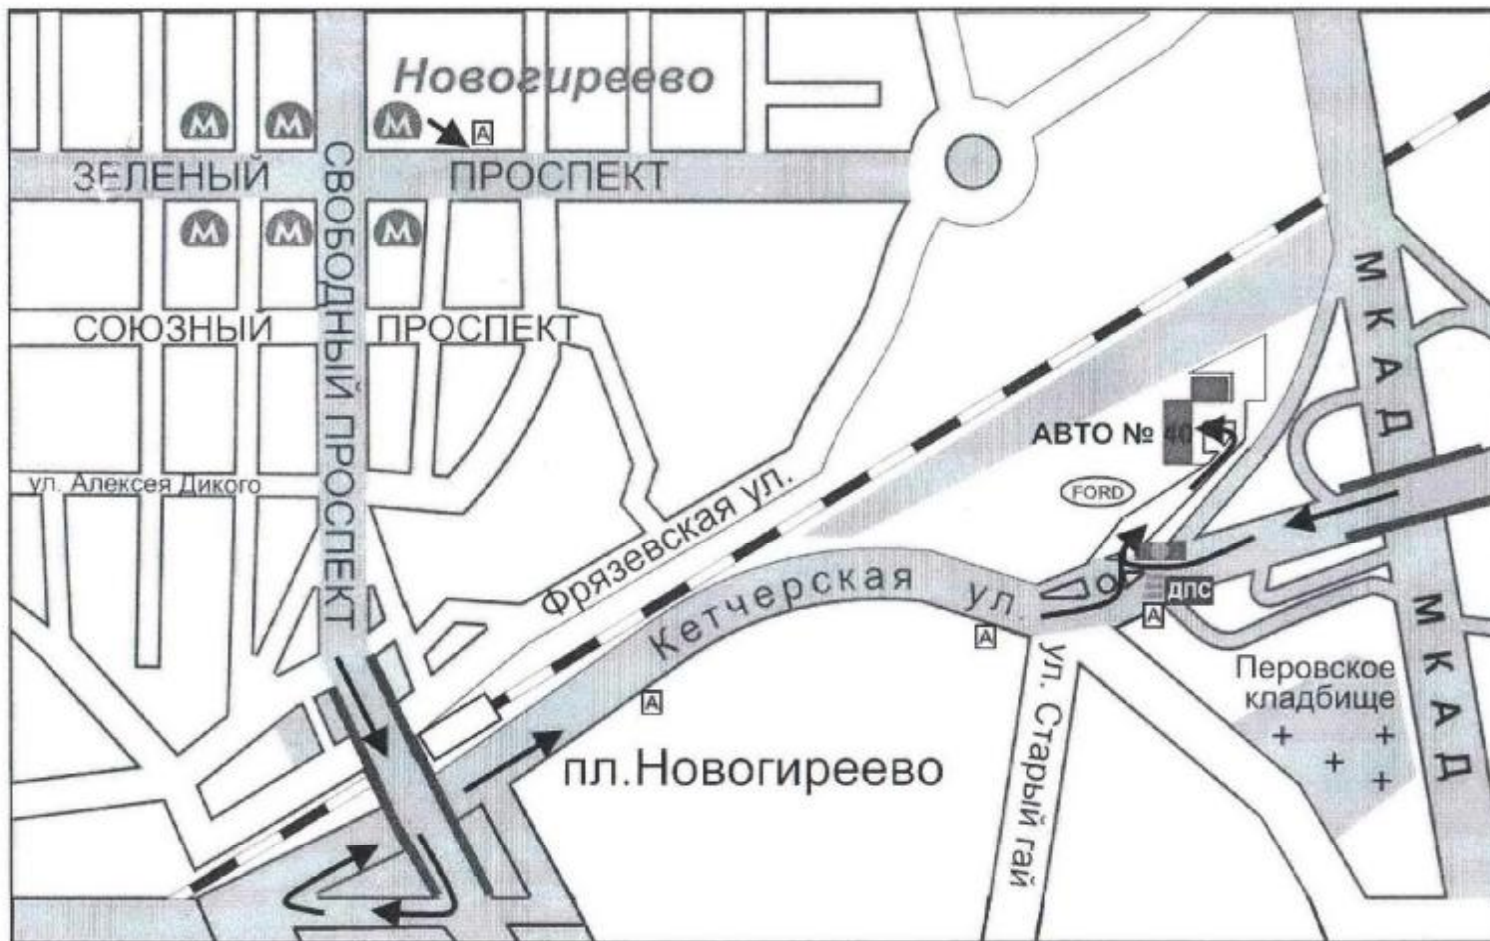 Новогиреево
М М М
А
ЗЕЛЕНЫЙ ПРОСПЕКТ
М М М
СВОБОДНЫЙ ПРОСПЕКТ
СОЮЗНЫЙ ПРОСПЕКТ
МКАД
АВТО № 40
ул. Алексея Дикого
FORD
Фрязевская ул.
Кетчерская ул.
ДПС
А
А
А
ул. Старый гай
Перовское
кладбище
МКАД
пл.Новогиреево